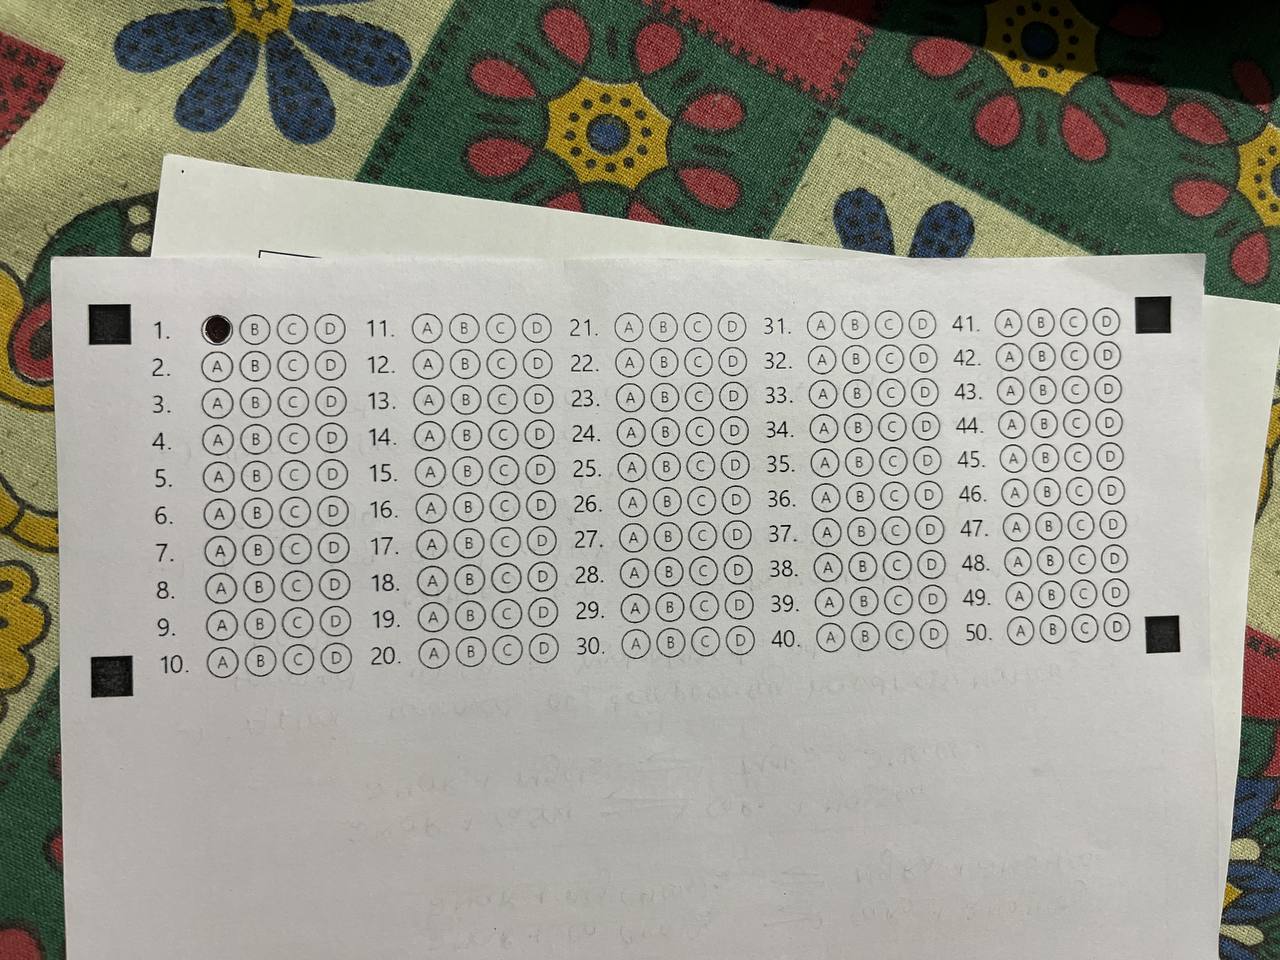 1. B C D 11. A B C D 21. A B C D 31. A B C D 41. A B C D
2. A B C D 12. A B C D 22. A B C D 32. A B C D 42. A B C D
3. A B C D 13. A B C D 23. A B C D 33. A B C D 43. A B C D
4. A B C D 14. A B C D 24. A B C D 34. A B C D 44. A B C D
5. A B C D 15. A B C D 25. A B C D 35. A B C D 45. A B C D
6. A B C D 16. A B C D 26. A B C D 36. A B C D 46. A B C D
7. A B C D 17. A B C D 27. A B C D 37. A B C D 47. A B C D
8. A B C D 18. A B C D 28. A B C D 38. A B C D 48. A B C D
9. A B C D 19. A B C D 29. A B C D 39. A B C D 49. A B C D
10. A B C D 20. A B C D 30. A B C D 40. A B C D 50. A B C D